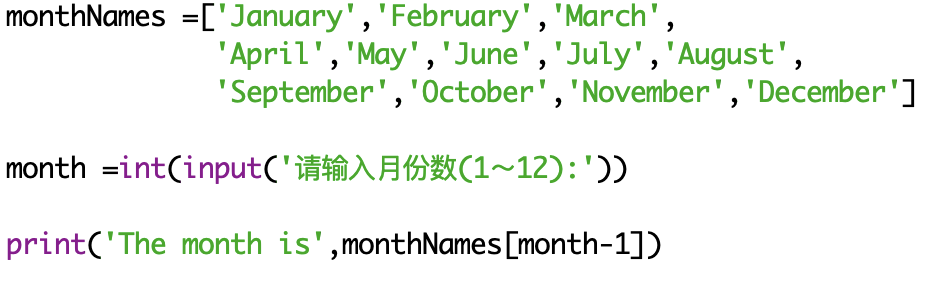 monthNames =['January','February','March',
'April','May','June','July','August',
'September','October','November','December']
month =int(input('请输入月份数(1～12):'))
print('The month is',monthNames[month-1])